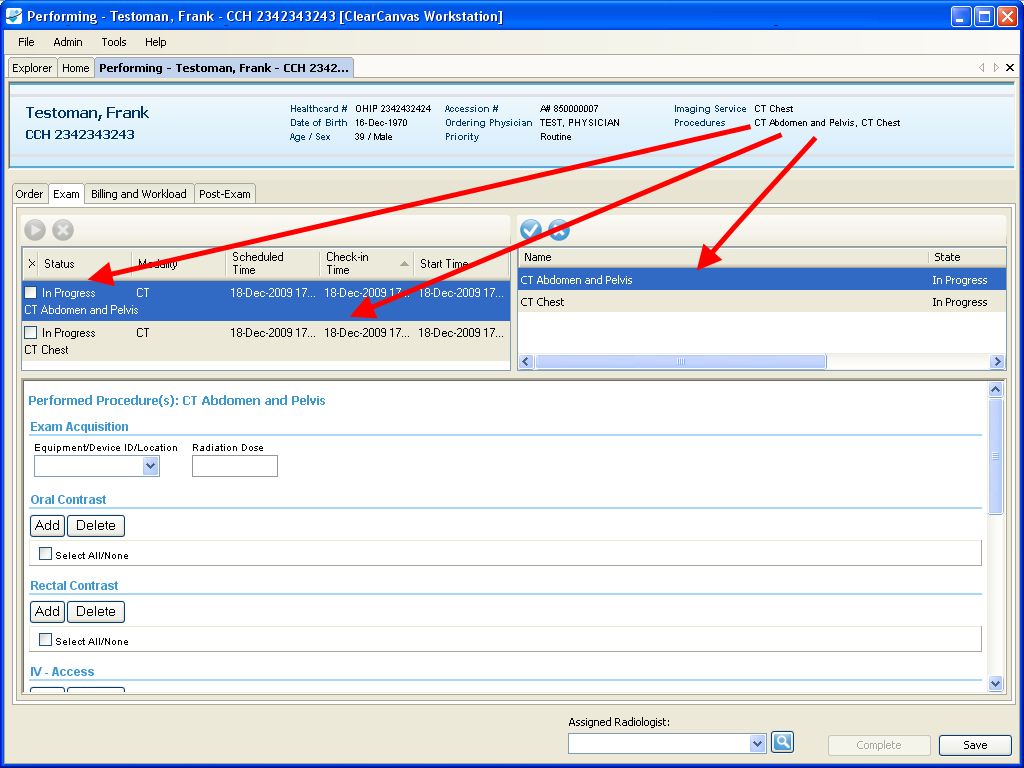 Performing - Testoman, Frank - CCH 2342343243 [ClearCanvas Workstation]
File Admin Tools Help
Explorer Home Performing - Testoman, Frank - CCH 2342...
Testoman, Frank
CCH 2342343243
Healthcard # OHIP 2342432424 Accession # A# 850000007 Imaging Service CT Chest
Date of Birth 16-Dec-1970 Ordering Physician TEST, PHYSICIAN Procedures CT Abdomen and Pelvis, CT Chest
Age / Sex 39 / Male Priority Routine
Order Exam Billing and Workload Post-Exam
X Status Modality Scheduled Time Check-in Time Start Time
In Progress CT 18-Dec-2009 17... 18-Dec-2009 17... 18-Dec-2009 17...
CT Abdomen and Pelvis
In Progress CT 18-Dec-2009 17... 18-Dec-2009 17... 18-Dec-2009 17...
CT Chest
Name State
CT Abdomen and Pelvis In Progress
CT Chest In Progress
Performed Procedure(s): CT Abdomen and Pelvis
Exam Acquisition
Equipment/Device ID/Location Radiation Dose
Oral Contrast
Add Delete
Select All/None
Rectal Contrast
Add Delete
Select All/None
IV - Access
Assigned Radiologist:
Complete Save